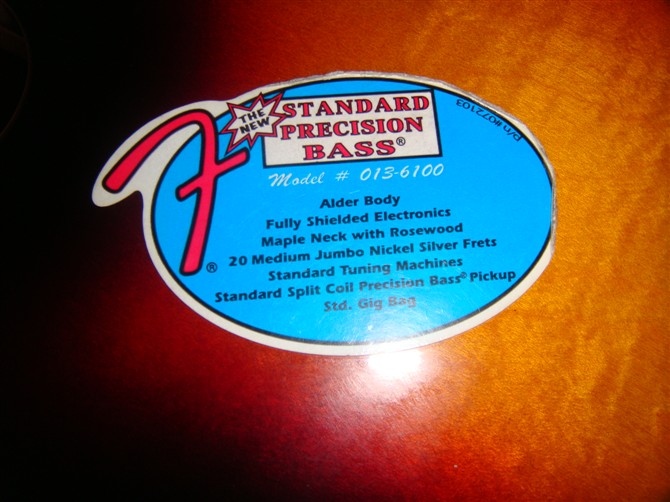 THE
NEW
STANDARD
PRECISION
BASS®
Model # 013-6100
Alder Body
Fully Shielded Electronics
Maple Neck with Rosewood
20 Medium Jumbo Nickel Silver Frets
Standard Tuning Machines
Standard Split Coil Precision Bass® Pickup
Std. Gig Bag
F
®
P/n #0722103